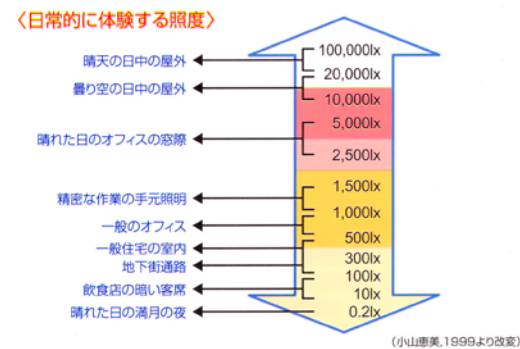 〈日常的に体験する照度〉
100,000lx
晴天の日中の屋外
20,000lx
曇り空の日中の屋外
10,000lx
5,000lx
晴れた日のオフィスの窓際
2,500lx
1,500lx
精密な作業の手元照明
1,000lx
一般のオフィス
500lx
一般住宅の室内
300lx
地下街通路
100lx
飲食店の暗い客席
10lx
晴れた日の満月の夜
0.2lx
(小山恵美,1999より改変)